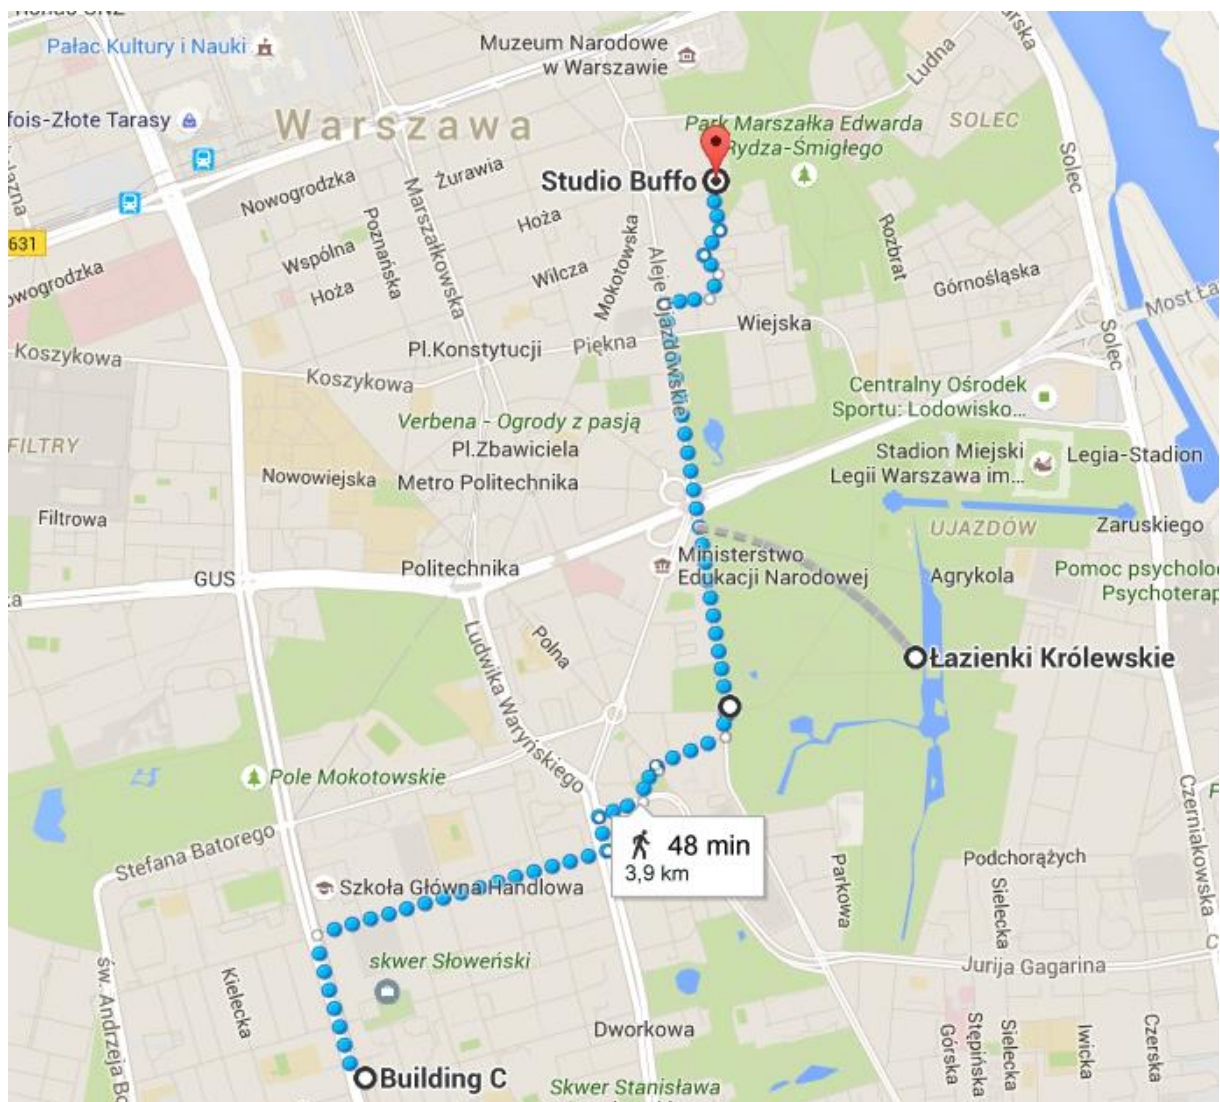 Pałac Kultury i Nauki
Muzeum Narodowe
w Warszawie
Ludna
fois-Złote Tarasy
Warszawa
Park Marszałka Edwarda
Rydza-Śmigłego
SOLEC
Solec
Studio Buffo
Nowogrodzka
Żurawia
Marszałkowska
Poznańska
Hoża
Mokotowska
Rozbrat
631
Wspólna
Hoża
Wilcza
Aleje Ujazdowskie
Górnośląska
owogrodzka
Most Ła
Wiejska
Solec
Koszykowa
Pl.Konstytucji
Piękna
Koszykowa
Centralny Ośrodek
Sportu: Lodowisko...
Verbena - Ogrody z pasją
FILTRY
Pl.Zbawiciela
Stadion Miejski
Legii Warszawa im...
Legia-Stadion
Nowowiejska
Metro Politechnika
Filtrowa
UJAZDÓW
Zaruskiego
Ministerstwo
Edukacji Narodowej
GUS
Politechnika
Agrykola
Pomoc psycholo
Psychoterap
Polna
Ludwika Waryńskiego
Łazienki Królewskie
Pole Mokotowskie
Czerniakowska
Stefana Batorego
48 min
3,9 km
Szkoła Główna Handlowa
Parkowa
Podchorążych
Sielecka
skwer Słoweński
Kielecka
Jurija Gagarina
św. Andrzeja Bo
Dworkowa
Górska
Stępińska
Sielecka
Iwicka
Czerska
Building C
Skwer Stanisława